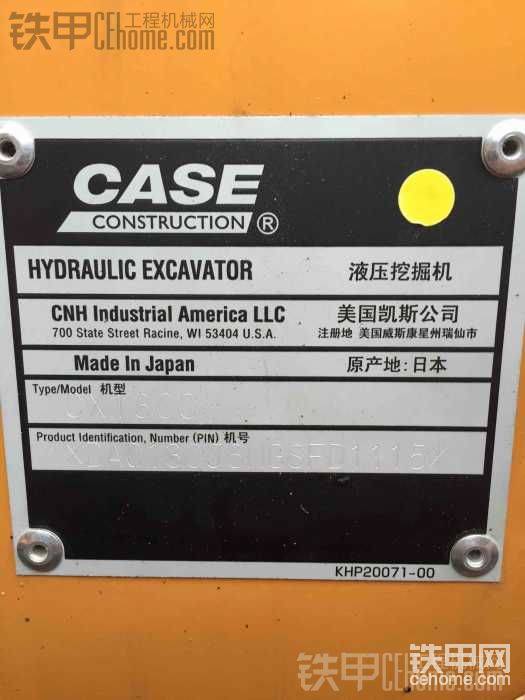 铁甲 CE 工程机械网
cehome.com
CASE
CONSTRUCTION ®
HYDRAULIC EXCAVATOR 液压挖掘机
CNH Industrial America LLC 美国凯斯公司
700 State Street Racine, WI 53404 U.S.A. 注册地 美国威斯康星州瑞仙市
Made In Japan 原产地:日本
Type/Model 机型
Product Identification, Number (PIN) 机号
KHP20071-00
铁甲网
cehome.com